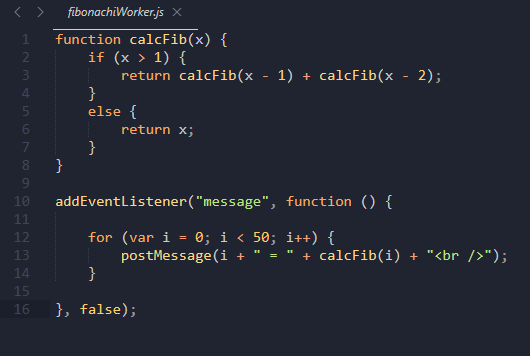 fibonachiWorker.js
1 function calcFib(x) {
2     if (x > 1) {
3         return calcFib(x - 1) + calcFib(x - 2);
4     }
5     else {
6         return x;
7     }
8 }
9
10 addEventListener("message", function () {
11
12     for (var i = 0; i < 50; i++) {
13         postMessage(i + " = " + calcFib(i) + "<br />");
14     }
15
16 }, false);